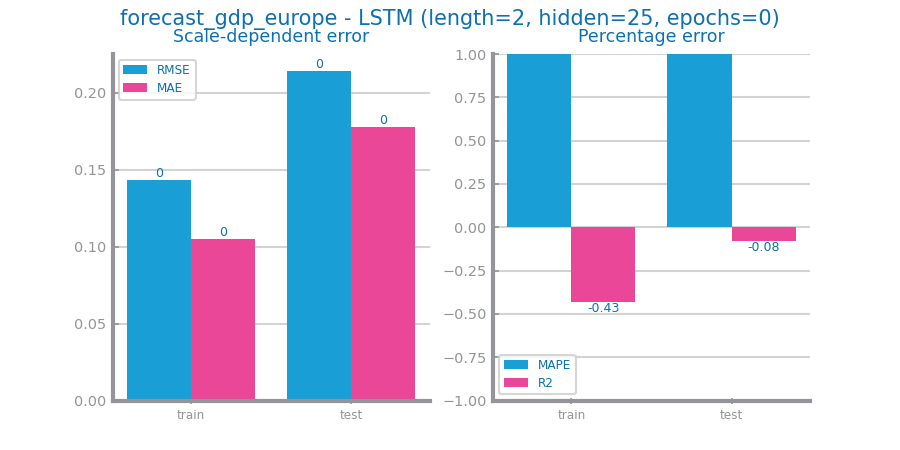 forecast_gdp_europe - LSTM (length=2, hidden=25, epochs=0)
Scale-dependent error
RMSE
MAE
0.20
0.15
0.10
0.05
0.00
0
0
0
0
train
test
Percentage error
1.00
0.75
0.50
0.25
0.00
−0.25
−0.50
−0.75
−1.00
-0.43
-0.08
MAPE
R2
train
test